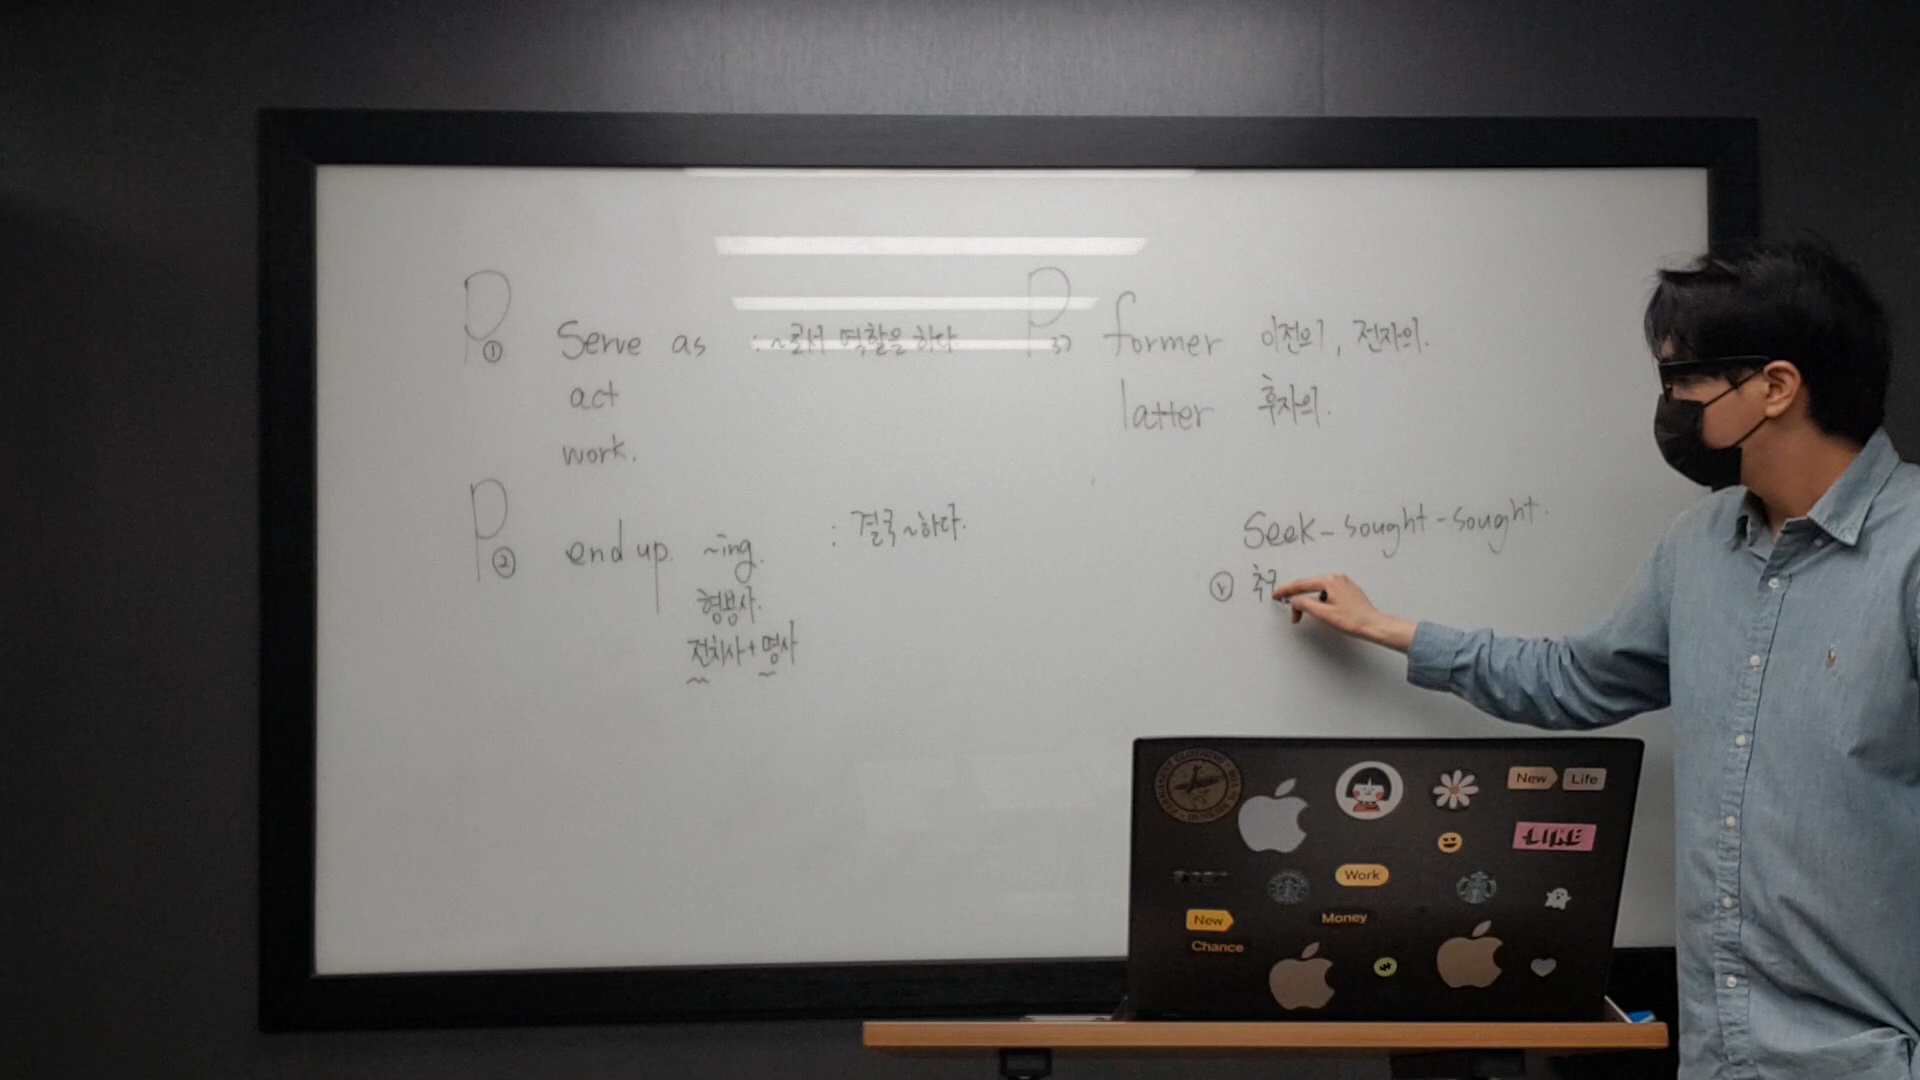 P① Serve as : ~로서 역할을 하다
act
work.
P② end up ~ing. : 결국 ~하다.
형용사.
전치사+명사
P former 이전의, 전자의.
latter 후자의.
Seek - sought - sought.
ⓥ 추구
New Life
LIKE
Work
New
Money
Chance